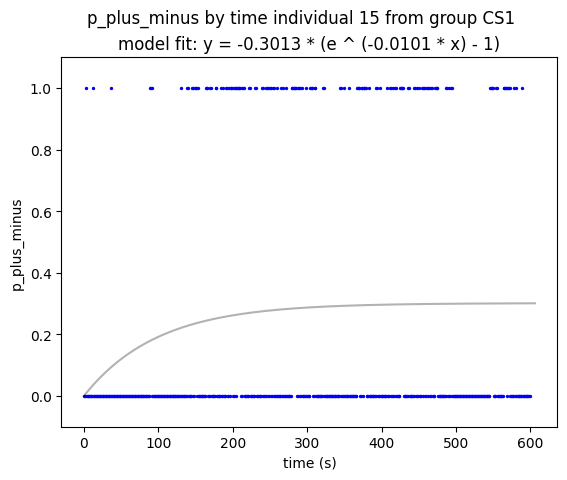 p_plus_minus by time individual 15 from group CS1
model fit: y = -0.3013 * (e ^ (-0.0101 * x) - 1)
1.0
0.8
0.6
0.4
0.2
0.0
p_plus_minus
0 100 200 300 400 500 600
time (s)